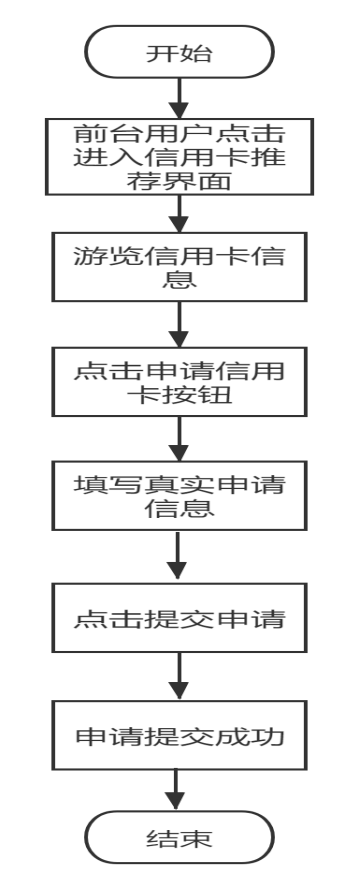 开始
前台用户点击
进入信用卡推
荐界面
游览信用卡信
息
点击申请信用
卡按钮
填写真实申请
信息
点击提交申请
申请提交成功
结束